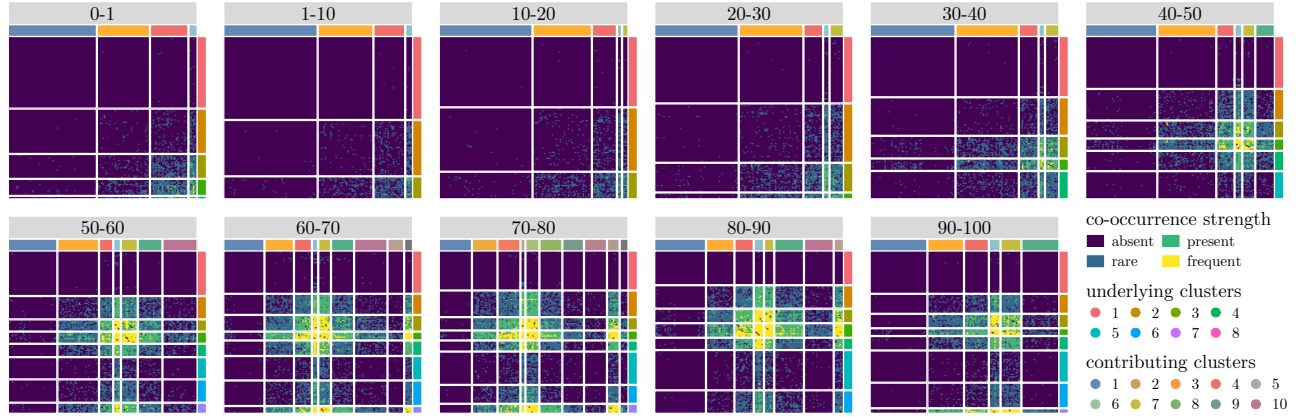 0-1
1-10
10-20
20-30
30-40
40-50
50-60
60-70
70-80
80-90
90-100
co-occurrence strength
absent present
rare frequent
underlying clusters
1 2 3 4
5 6 7 8
contributing clusters
1 2 3 4 5
6 7 8 9 10